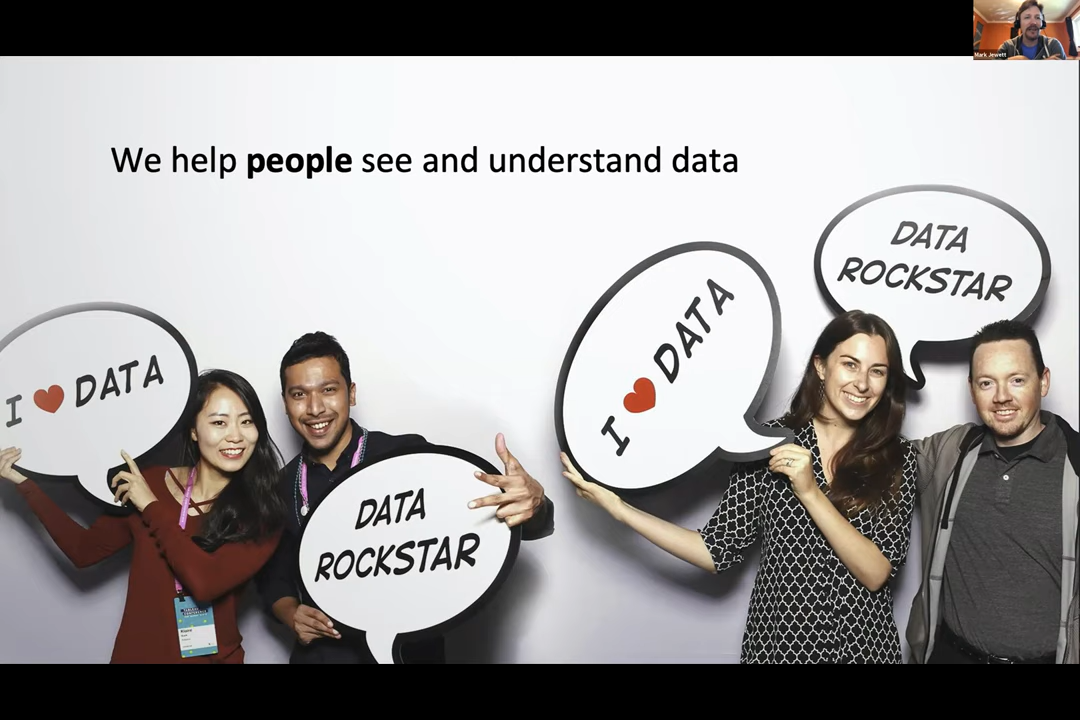 Mark Jewett
We help people see and understand data
DATA
ROCKSTAR
I ❤ DATA
I ❤ DATA
DATA
ROCKSTAR